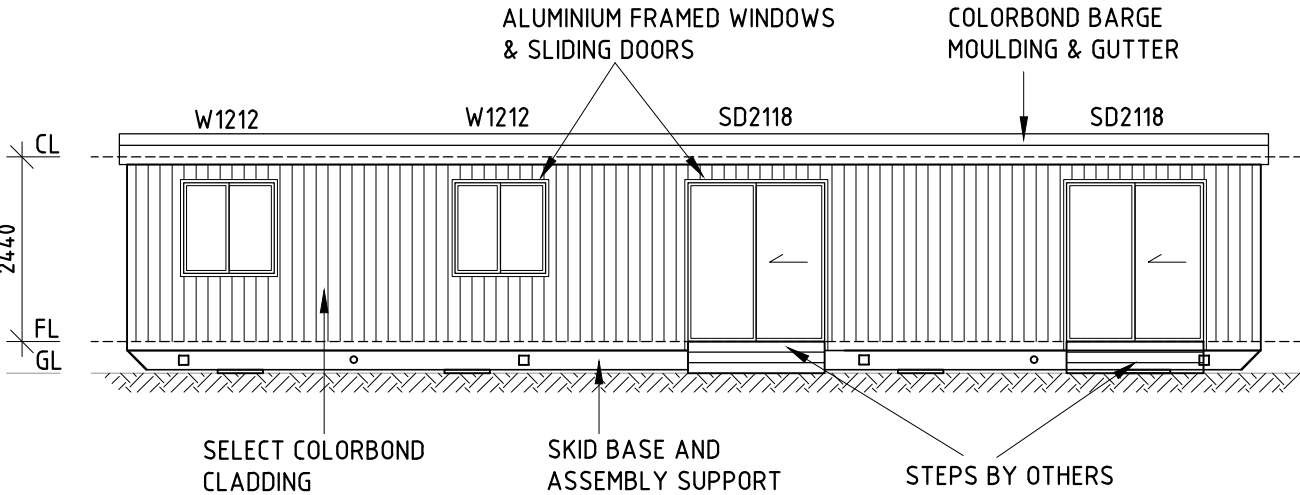 ALUMINIUM FRAMED WINDOWS
& SLIDING DOORS
COLORBOND BARGE
MOULDING & GUTTER
W1212
W1212
SD2118
SD2118
CL
2440
FL
GL
SELECT COLORBOND
CLADDING
SKID BASE AND
ASSEMBLY SUPPORT
STEPS BY OTHERS